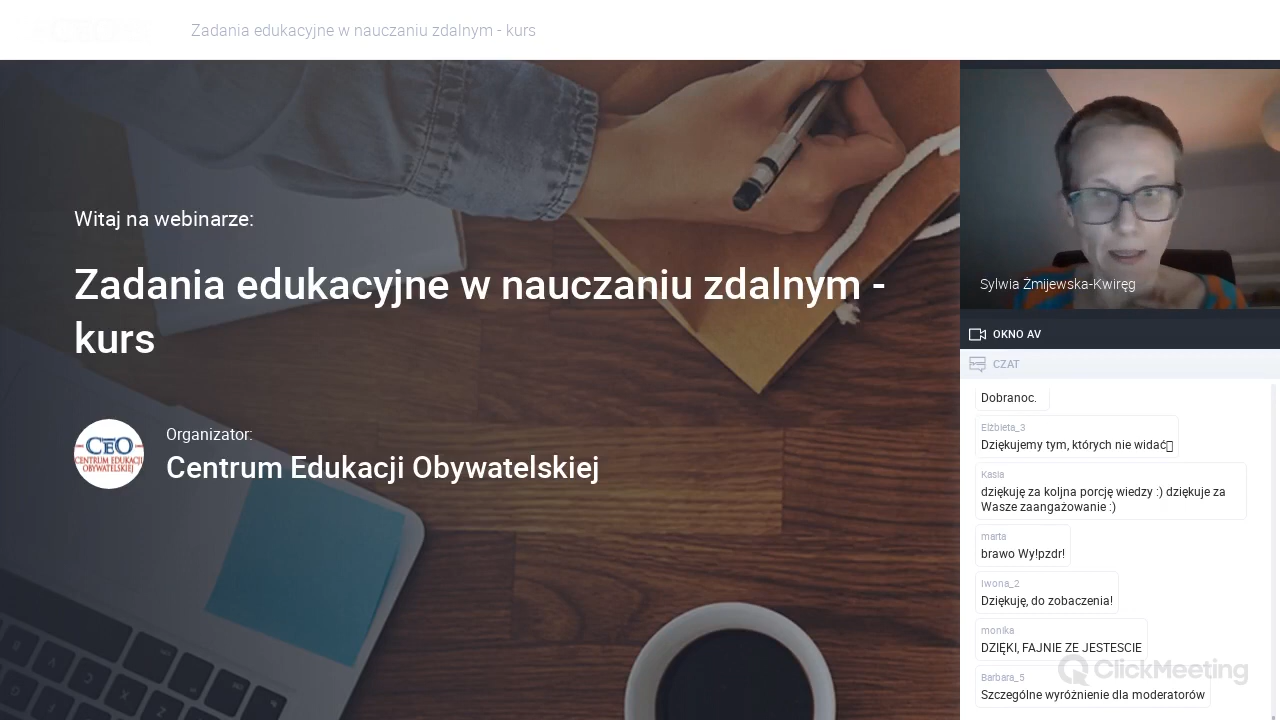 Zadania edukacyjne w nauczaniu zdalnym - kurs
Witaj na webinarze:
Zadania edukacyjne w nauczaniu zdalnym -
kurs
CEO
CENTRUM EDUKACJI
OBYWATELSKIEJ
Organizator:
Centrum Edukacji Obywatelskiej
Sylwia Żmijewska-Kwiręg
OKNO AV
CZAT
Dobranoc.
Elżbieta_3
Dziękujemy tym, których nie widać
Kasia
dziękuję za koljna porcję wiedzy :) dziękuje za
Wasze zaangażowanie :)
marta
brawo Wy!pzdr!
Iwona_2
Dziękuję, do zobaczenia!
monika
DZIĘKI, FAJNIE ZE JESTESCIE
ClickMeeting
Barbara_5
Szczególne wyróżnienie dla moderatorów